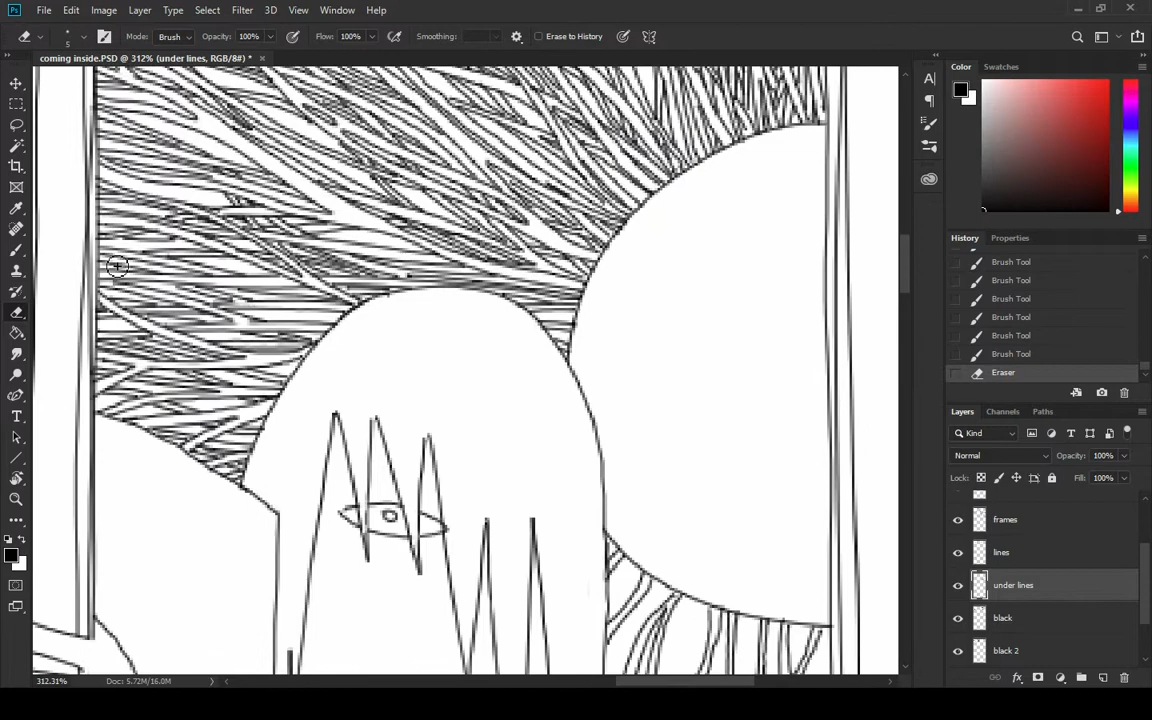 Ps File Edit Image Layer Type Select Filter 3D View Window Help
5 Mode: Brush Opacity: 100% Flow: 100% Smoothing: Erase to History
coming inside.PSD @ 312% (under lines, RGB/8#) * ×
Color Swatches
History Properties
Brush Tool
Brush Tool
Brush Tool
Brush Tool
Brush Tool
Brush Tool
Eraser
Layers Channels Paths
Kind
Normal Opacity: 100%
Lock: Fill: 100%
frames
lines
under lines
black
black 2
312.31% Doc: 5.72M/16.0M